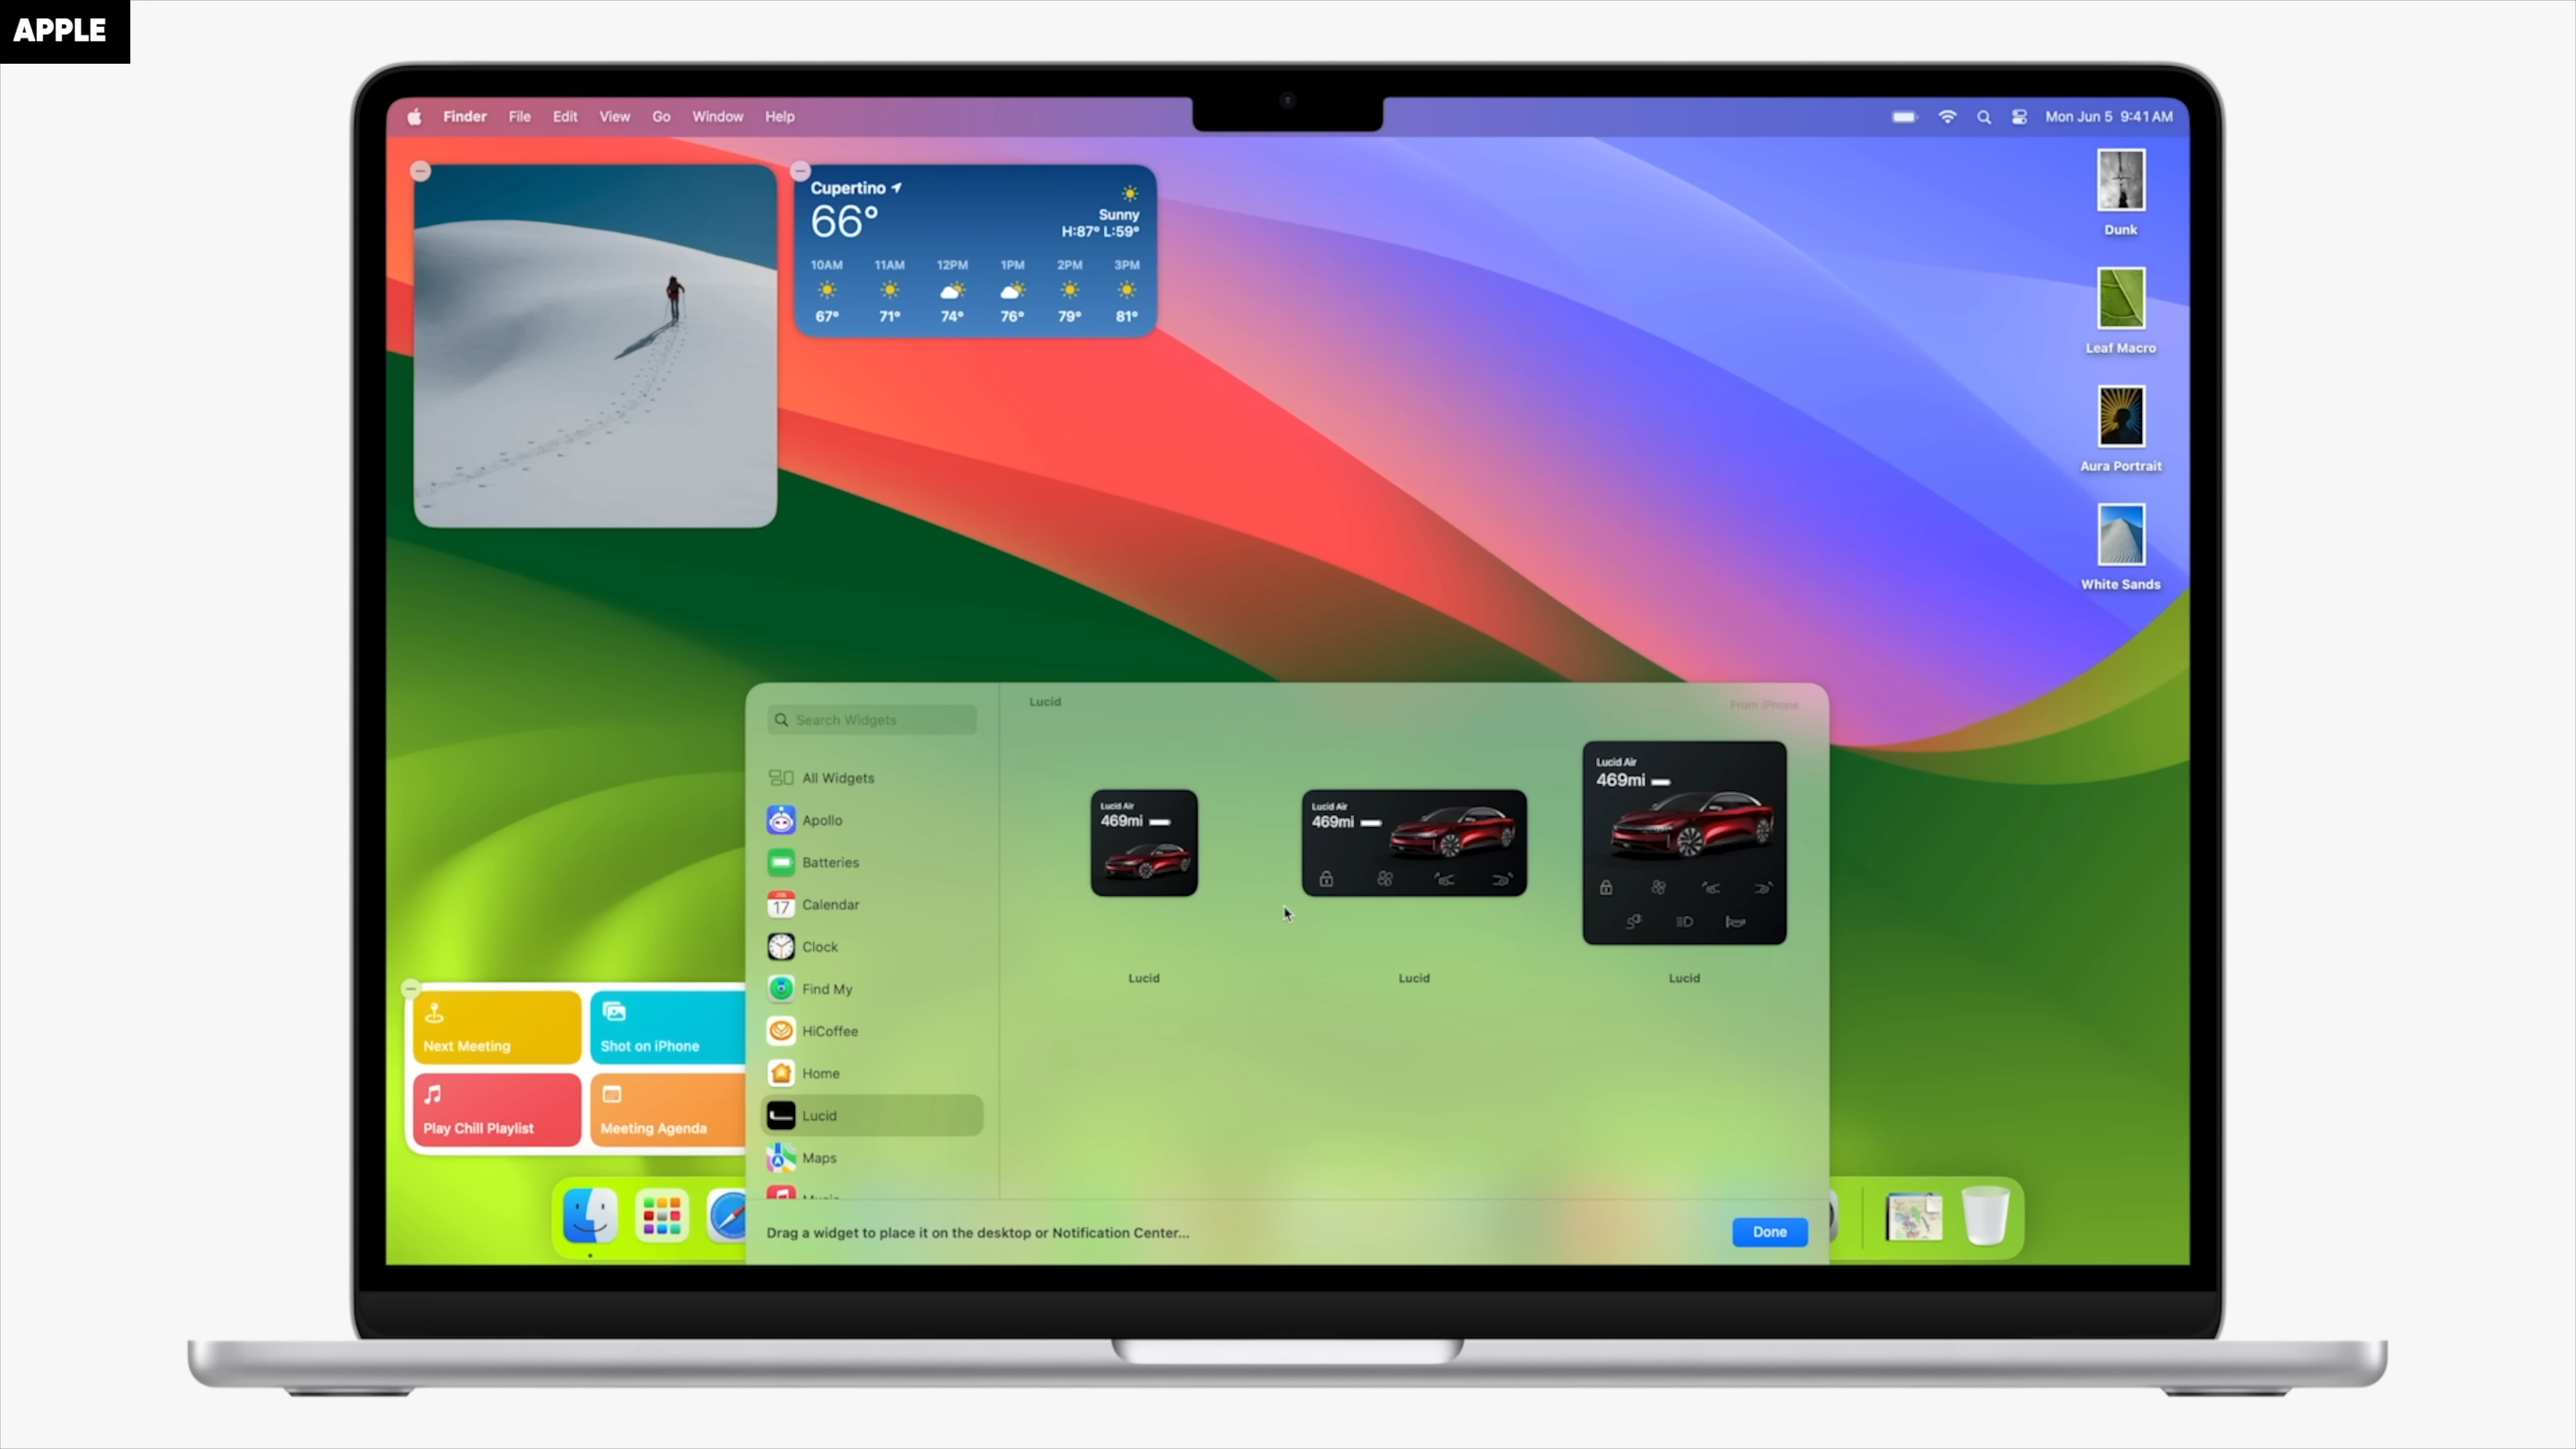 APPLE
Finder File Edit View Go Window Help
Mon Jun 5 9:41 AM
Cupertino
66°
Sunny
H:87° L:59°
10AM 11AM 12PM 1PM 2PM 3PM
67° 71° 74° 76° 79° 81°
Dunk
Leaf Macro
Aura Portrait
White Sands
Next Meeting
Shot on iPhone
Play Chill Playlist
Meeting Agenda
Search Widgets
All Widgets
Apollo
Batteries
JUL
17
Calendar
Clock
Find My
HiCoffee
Home
Lucid
Maps
Music
Lucid
From iPhone
Lucid Air
469mi
Lucid
Lucid Air
469mi
Lucid
Lucid Air
469mi
Lucid
Drag a widget to place it on the desktop or Notification Center...
Done